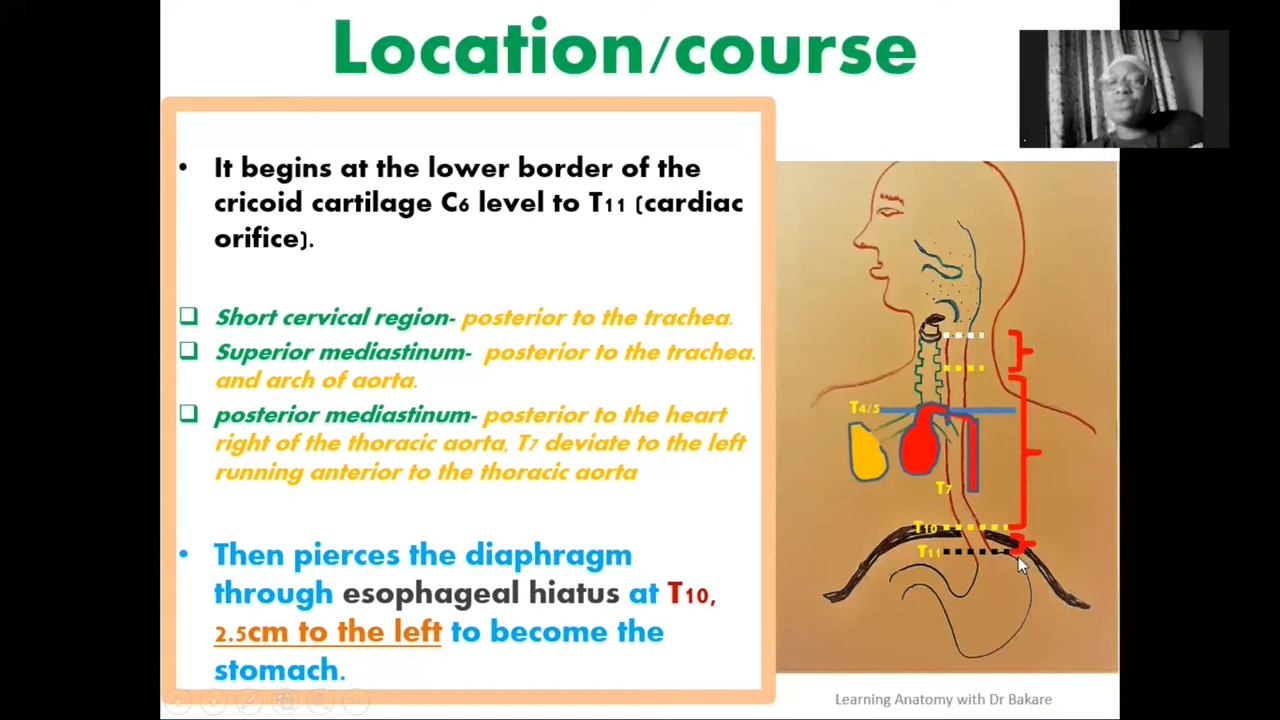 Location/course
• It begins at the lower border of the
cricoid cartilage C6 level to T11 (cardiac
orifice).
❑ Short cervical region- posterior to the trachea.
❑ Superior mediastinum- posterior to the trachea.
and arch of aorta.
❑ posterior mediastinum- posterior to the heart
right of the thoracic aorta, T7 deviate to the left
running anterior to the thoracic aorta
• Then pierces the diaphragm
through esophageal hiatus at T10,
2.5cm to the left to become the
stomach.
T4/5
T7
T10
T11
Learning Anatomy with Dr Bakare